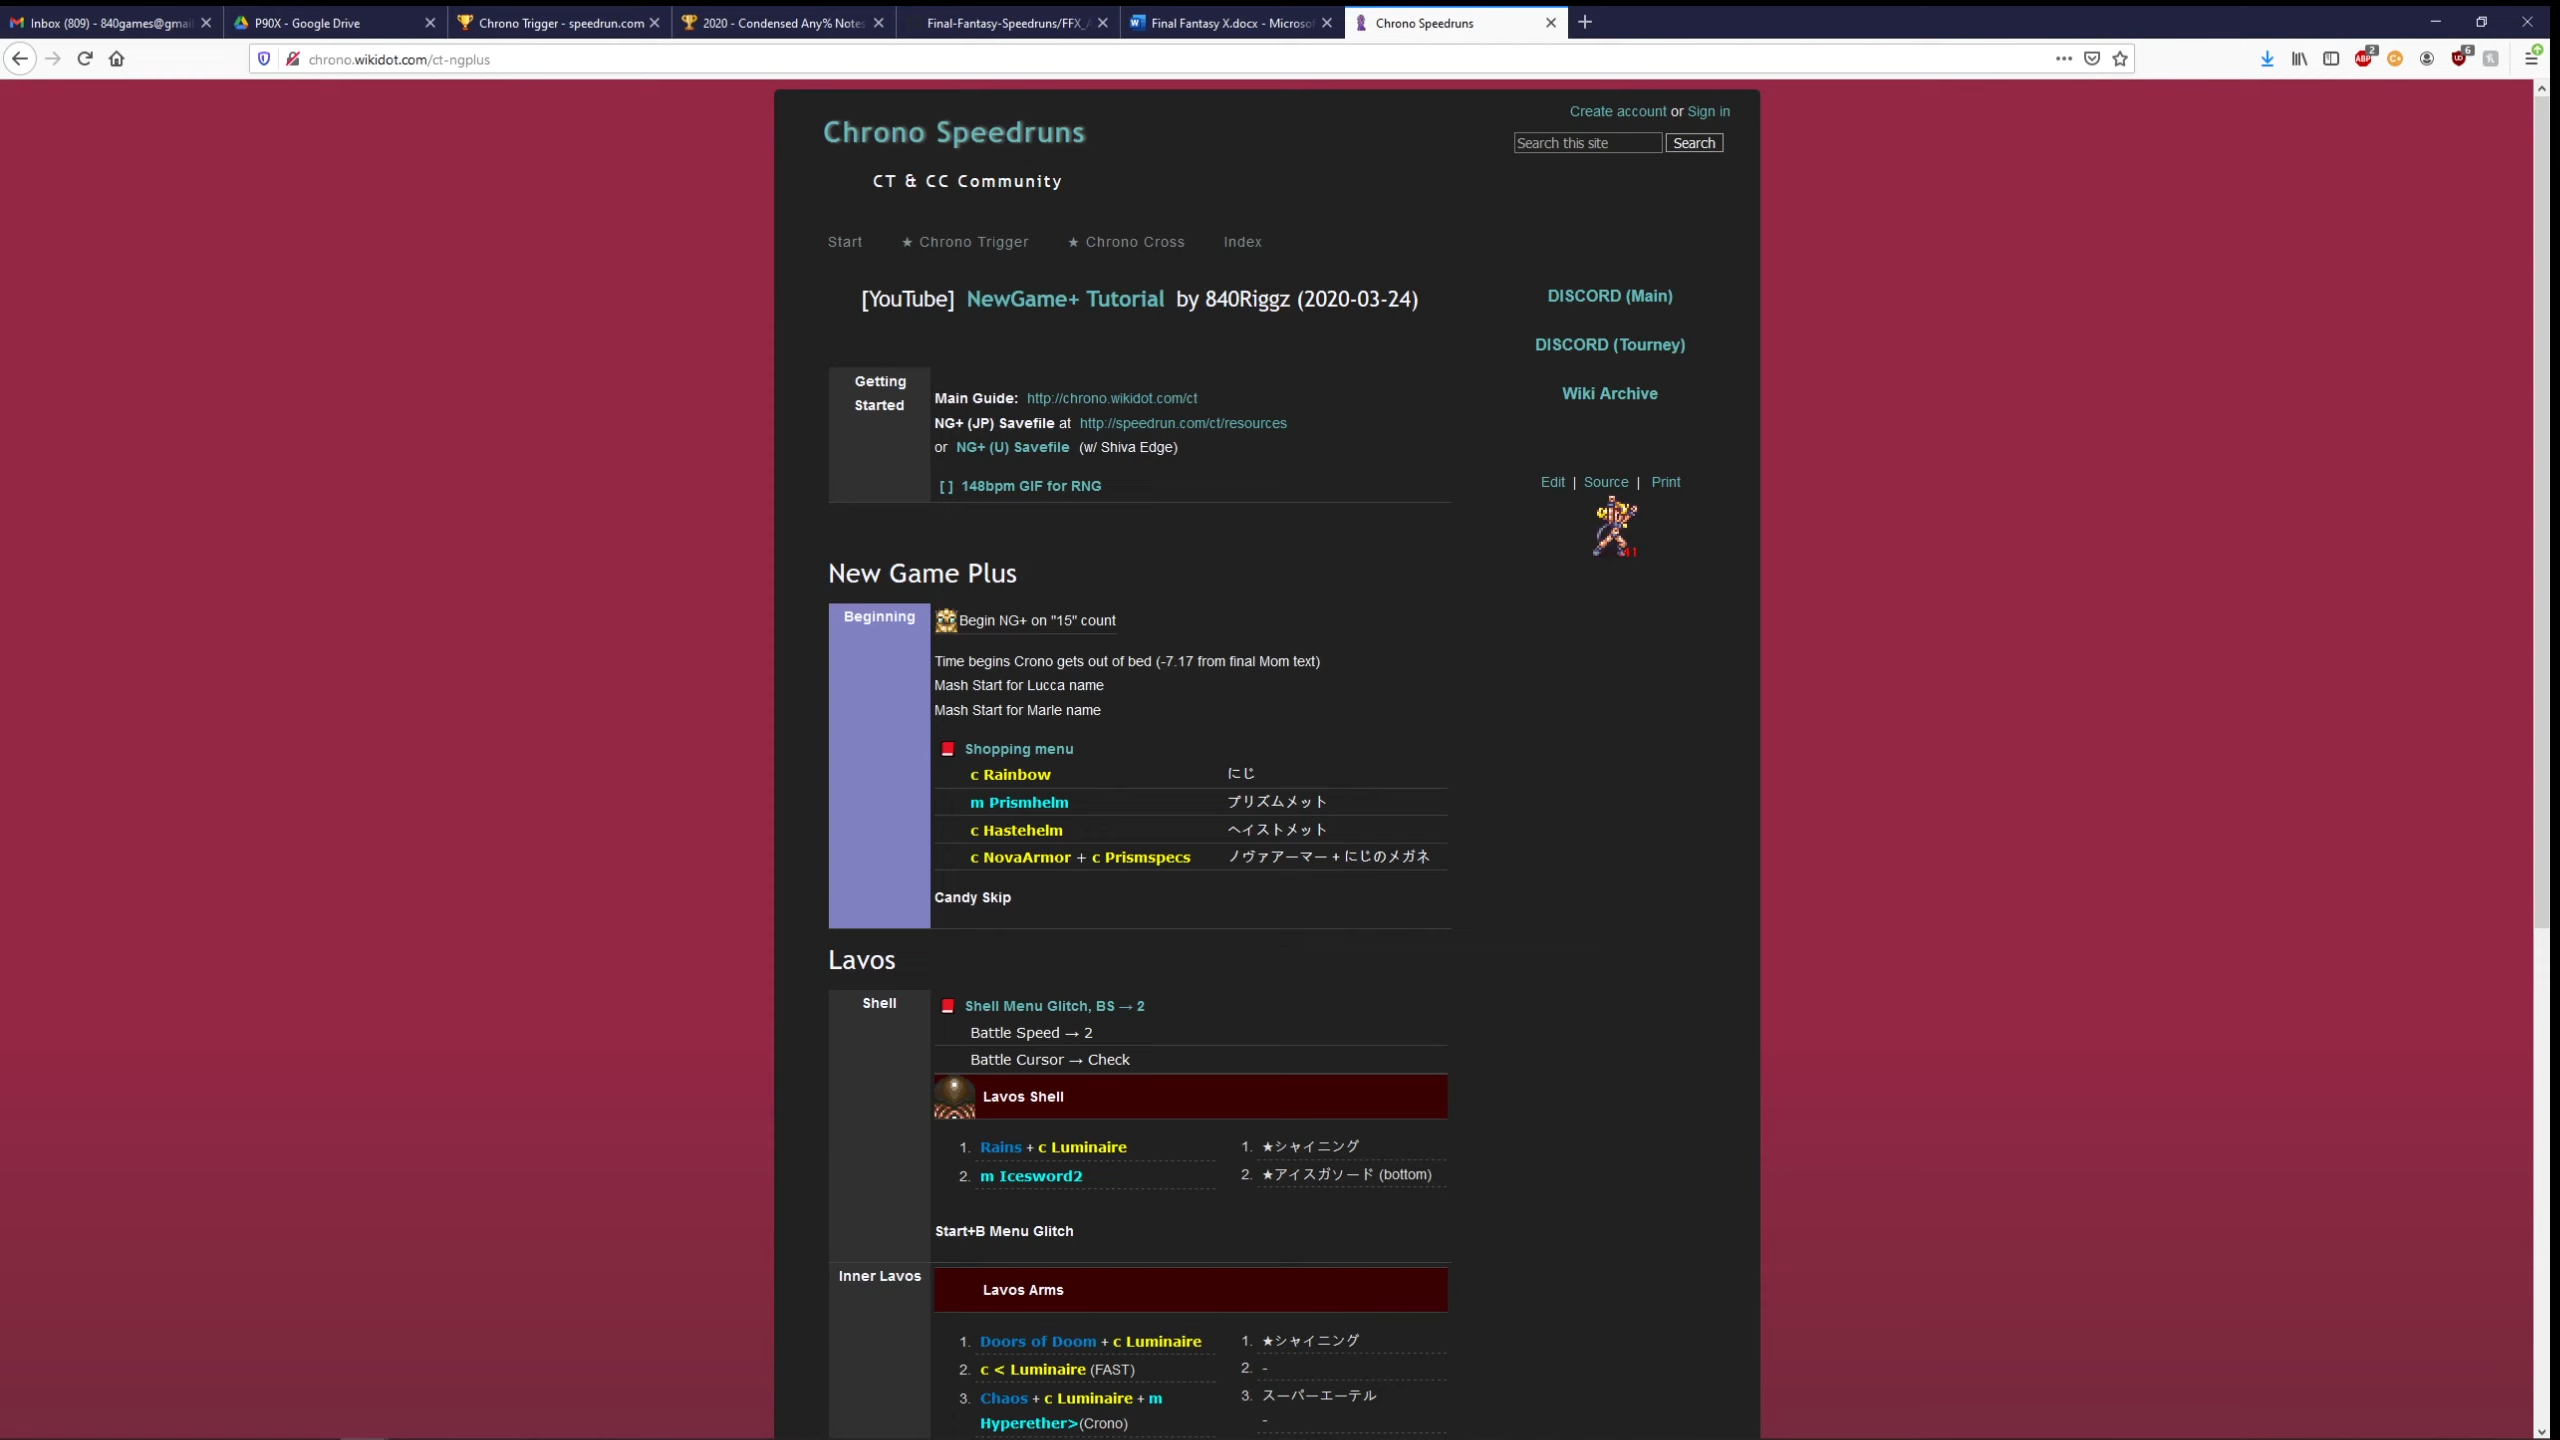 Inbox (809) - 840games@gmai
P90X - Google Drive
Chrono Trigger - speedrun.com
2020 - Condensed Any% Notes
Final-Fantasy-Speedruns/FFX_
Final Fantasy X.docx - Microsof
Chrono Speedruns
chrono.wikidot.com/ct-ngplus
2
6
ABP
Create account or Sign in
Chrono Speedruns
Search this site
Search
CT & CC Community
Start
★ Chrono Trigger
★ Chrono Cross
Index
[YouTube] NewGame+ Tutorial by 840Riggz (2020-03-24)
DISCORD (Main)
DISCORD (Tourney)
Wiki Archive
Edit | Source | Print
Getting
Started
Main Guide: http://chrono.wikidot.com/ct
NG+ (JP) Savefile at http://speedrun.com/ct/resources
or NG+ (U) Savefile (w/ Shiva Edge)
[ ] 148bpm GIF for RNG
New Game Plus
Beginning
Begin NG+ on "15" count
Time begins Crono gets out of bed (-7.17 from final Mom text)
Mash Start for Lucca name
Mash Start for Marle name
Shopping menu
c Rainbow にじ
m Prismhelm プリズムメット
c Hastehelm ヘイストメット
c NovaArmor + c Prismspecs ノヴァアーマー + にじのメガネ
Candy Skip
Lavos
Shell
Shell Menu Glitch, BS → 2
Battle Speed → 2
Battle Cursor → Check
Lavos Shell
1. Rains + c Luminaire 1. ★シャイニング
2. m Icesword2 2. ★アイスガソード (bottom)
Start+B Menu Glitch
Inner Lavos
Lavos Arms
1. Doors of Doom + c Luminaire 1. ★シャイニング
2. c < Luminaire (FAST) 2. -
3. Chaos + c Luminaire + m 3. スーパーエーテル
Hyperether>(Crono) -